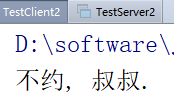 TestClient2 TestServer2
D:\software\
不约, 叔叔.